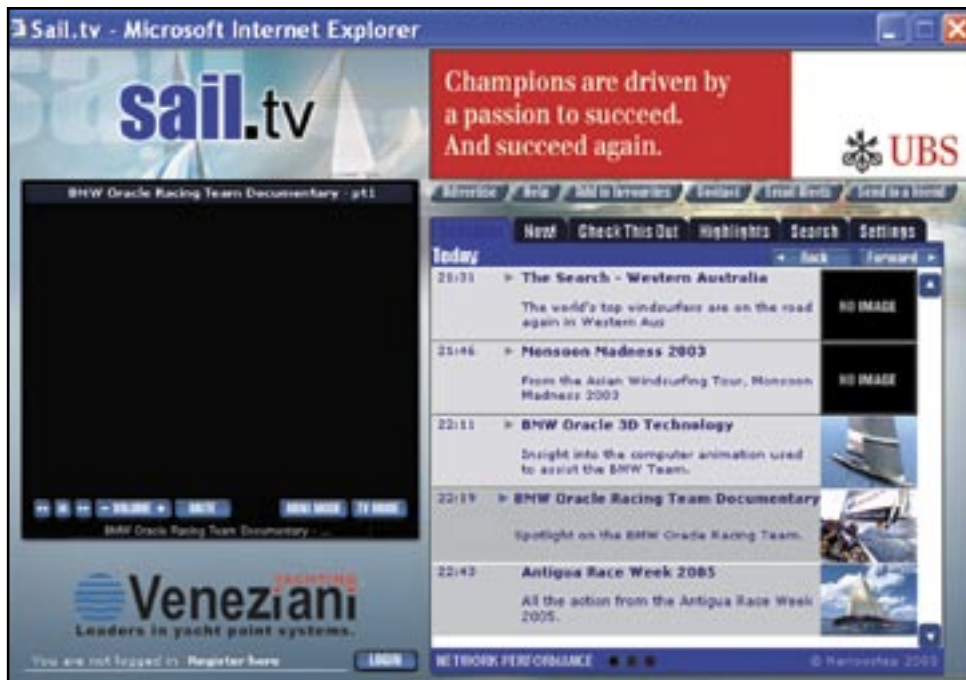 Sail.tv - Microsoft Internet Explorer
sail.tv
Champions are driven by
a passion to succeed.
And succeed again.
UBS
BMW Oracle Racing Team Documentary - pt1
Advertise Help Add to favourites Contact Email Alerts Send to a friend
Now! Check This Out Highlights Search Settings
Today
Back Forward
21:31 The Search - Western Australia
The world's top windsurfers are on the road
again in Western Aus
NO IMAGE
21:46 Monsoon Madness 2003
From the Asian Windsurfing Tour, Monsoon
Madness 2003
NO IMAGE
22:11 BMW Oracle 3D Technology
Insight into the computer animation used
to assist the BMW Team.
22:19 BMW Oracle Racing Team Documentary
Spotlight on the BMW Oracle Racing Team.
22:43 Antigua Race Week 2005
All the action from the Antigua Race Week
2005.
- VOLUME + MUTE MINI MODE TV MODE
BMW Oracle Racing Team Documentary - ...
YACHTING
Veneziani
Leaders in yacht paint systems.
You are not logged in Register here LOGIN
NETWORK PERFORMANCE